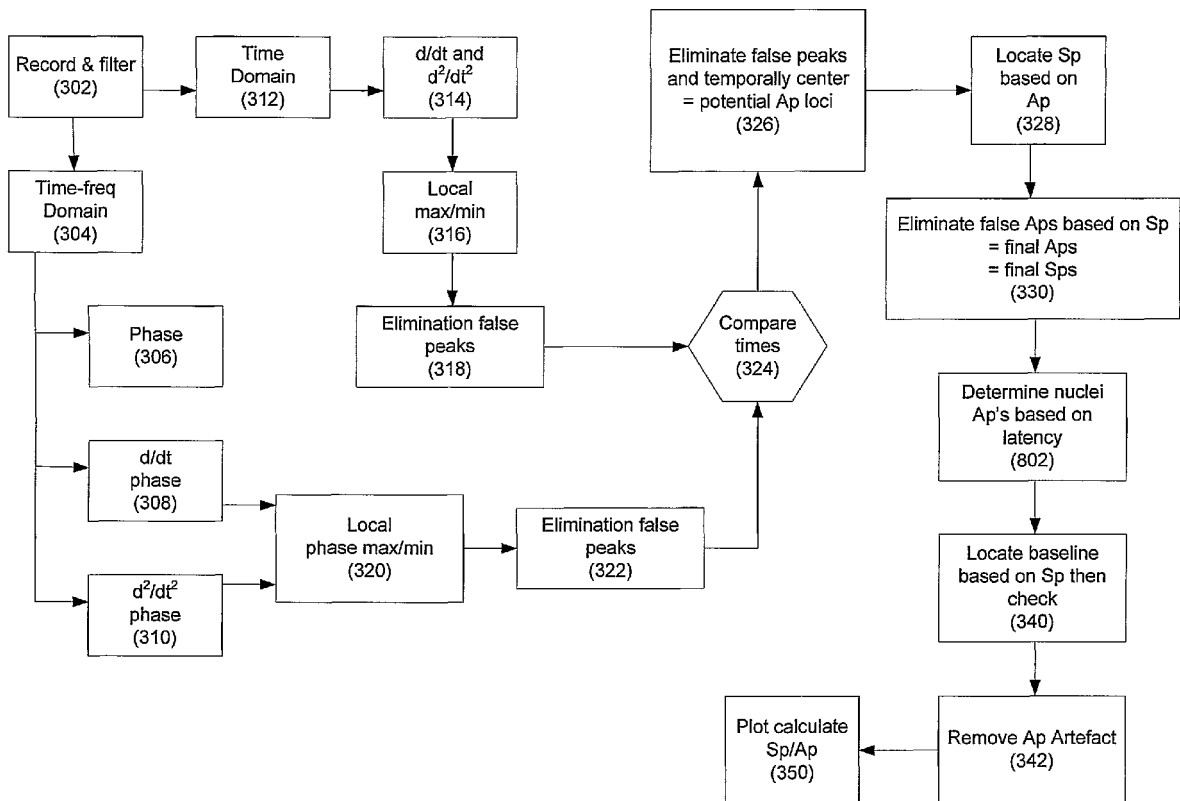 Record & filter
(302)
Time
Domain
(312)
d/dt and
d²/dt²
(314)
Eliminate false peaks
and temporally center
= potential Ap loci
(326)
Locate Sp
based on
Ap
(328)
Time-freq
Domain
(304)
Local
max/min
(316)
Eliminate false Aps based on Sp
= final Aps
= final Sps
(330)
Phase
(306)
Elimination false
peaks
(318)
Compare
times
(324)
Determine nuclei
Ap's based on
latency
(802)
d/dt
phase
(308)
Local
phase max/min
(320)
Elimination false
peaks
(322)
Locate baseline
based on Sp then
check
(340)
d²/dt²
phase
(310)
Plot calculate
Sp/Ap
(350)
Remove Ap Artefact
(342)